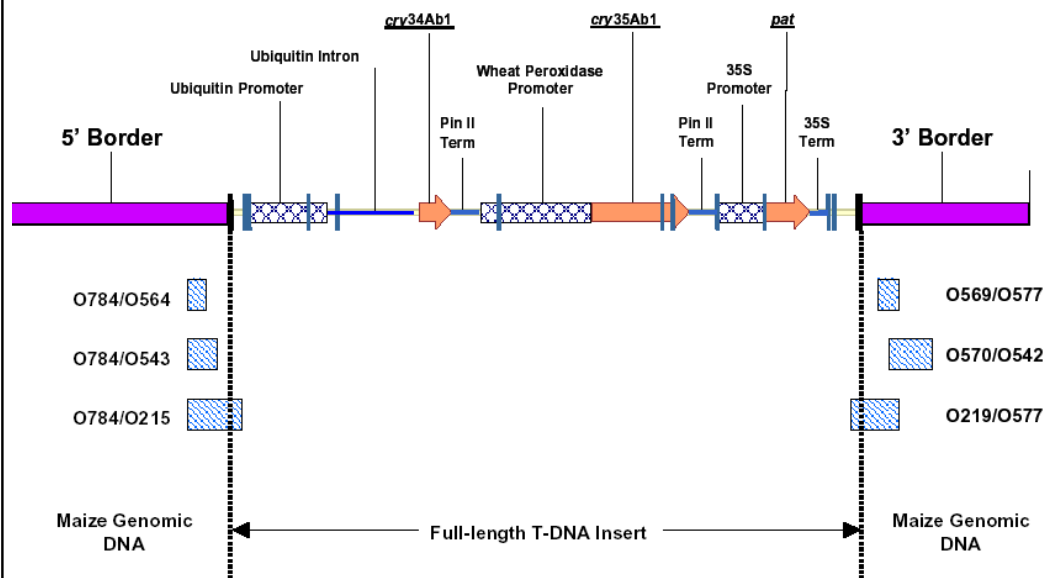 cry34Ab1
cry35Ab1
pat
Ubiquitin Intron
Ubiquitin Promoter
Wheat Peroxidase
Promoter
35S
Promoter
5’ Border
Pin II
Term
Pin II
Term
35S
Term
3’ Border
O784/O564
O569/O577
O784/O543
O570/O542
O784/O215
O219/O577
Maize Genomic
DNA
Full-length T-DNA Insert
Maize Genomic
DNA